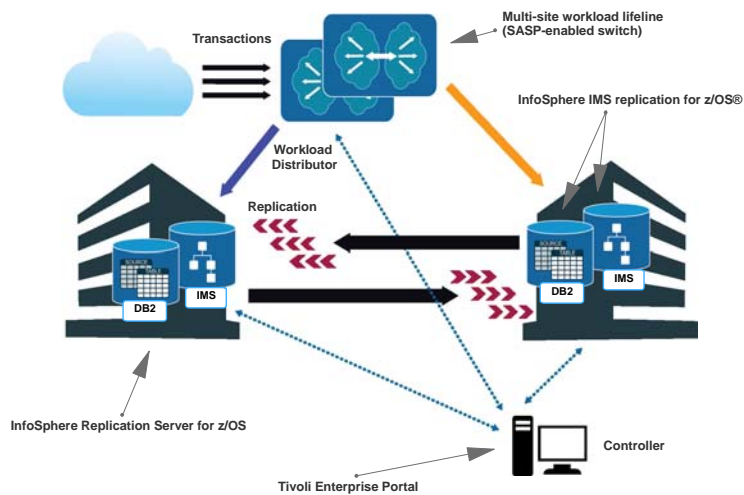 Transactions
Multi-site workload lifeline
(SASP-enabled switch)
InfoSphere IMS replication for z/OS®
Workload
Distributor
Replication
SOURCE
TABLE
DB2
IMS
SOURCE
TABLE
DB2
IMS
InfoSphere Replication Server for z/OS
Controller
Tivoli Enterprise Portal